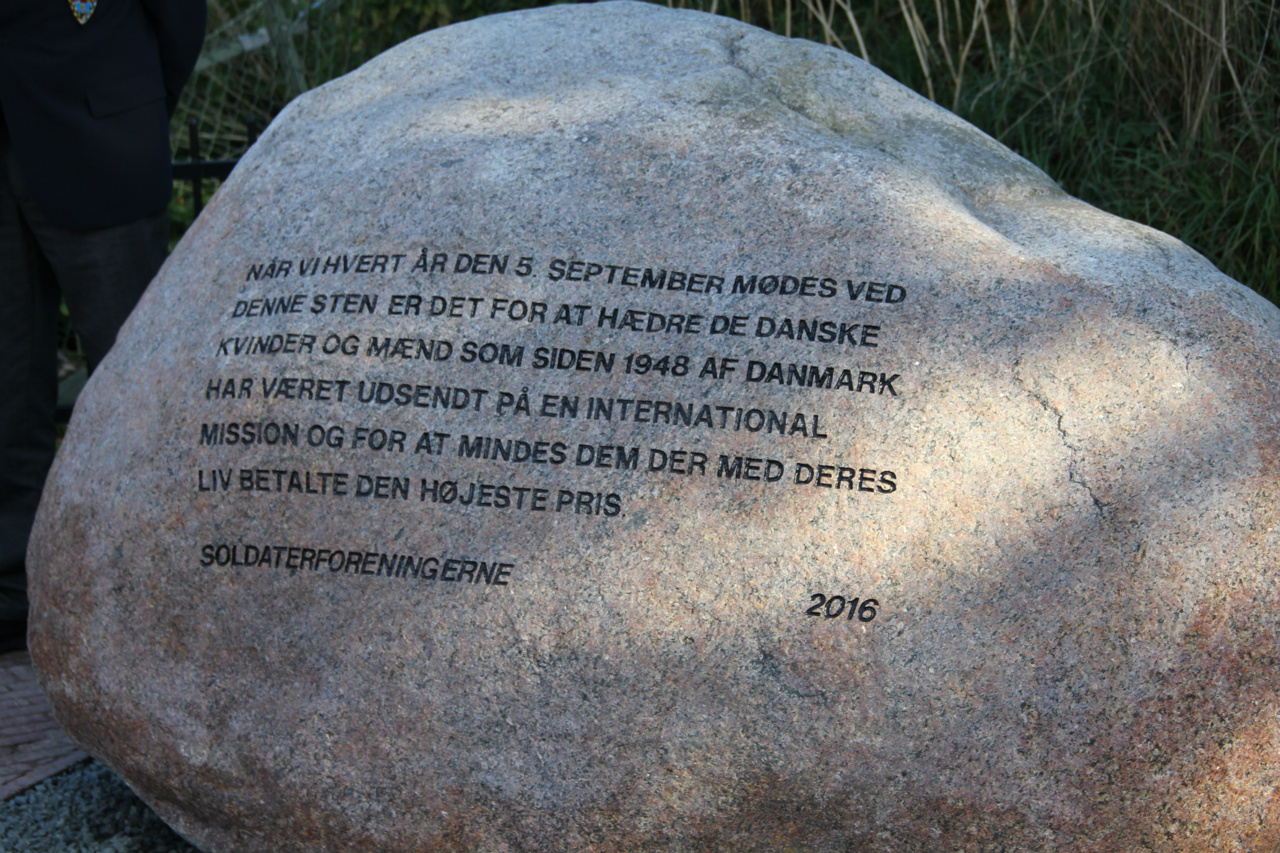 NÅR VI HVERT ÅR DEN 5. SEPTEMBER MØDES VED
DENNE STEN ER DET FOR AT HÆDRE DE DANSKE
KVINDER OG MÆND SOM SIDEN 1948 AF DANMARK
HAR VÆRET UDSENDT PÅ EN INTERNATIONAL
MISSION OG FOR AT MINDES DEM DER MED DERES
LIV BETALTE DEN HØJESTE PRIS.
SOLDATERFORENINGERNE
2016